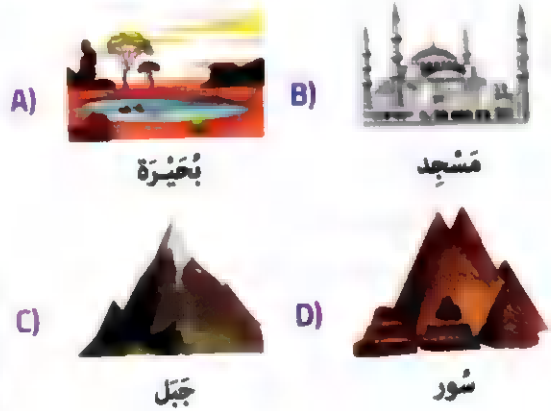 A)
بُحَيْرَة
B)
مَسْجِد
C)
جَبَل
D)
سُور